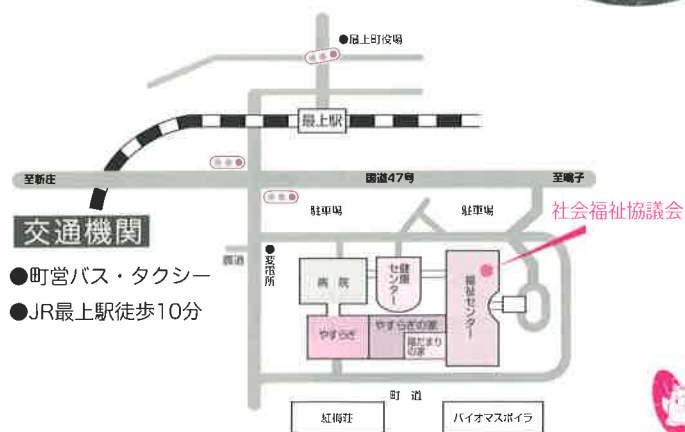 ●最上町役場
最上駅
至新庄
国道47号
至鳴子
駐車場
駐車場
社会福祉協議会
交通機関
●町営バス・タクシー
●JR最上駅徒歩10分
農道
●変電所
病院
健康センター
福祉センター
やすらぎ
やすらぎの家
陽だまりの家
町道
紅梅荘
バイオマスボイラ